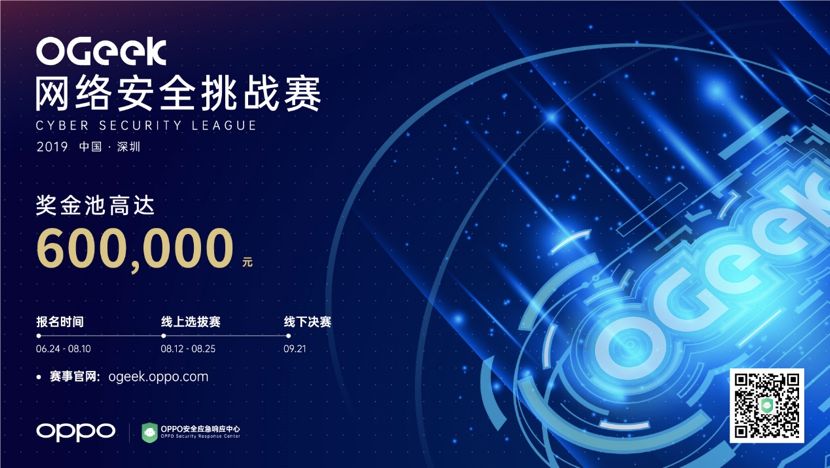 OGeek
网络安全挑战赛
CYBER SECURITY LEAGUE
2019 中国·深圳
奖金池高达
600,000 元
报名时间 线上选拔赛 线下决赛
06.24 - 08.10 08.12 - 08.25 09.21
• 赛事官网: ogeek.oppo.com
oppo OPPO安全应急响应中心
OPPO Security Response Center
OGeek